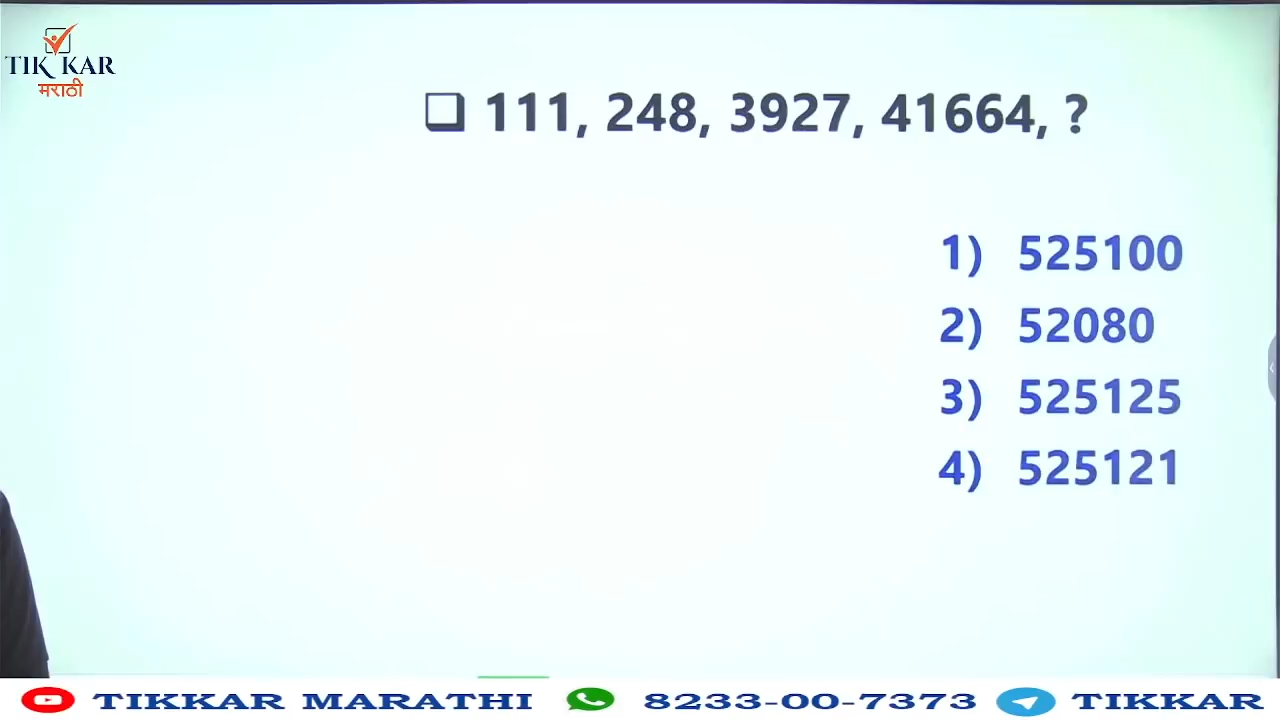 TIK KAR
मराठी
❑ 111, 248, 3927, 41664, ?
1) 525100
2) 52080
3) 525125
4) 525121
TIKKAR MARATHI 8233-00-7373 TIKKAR